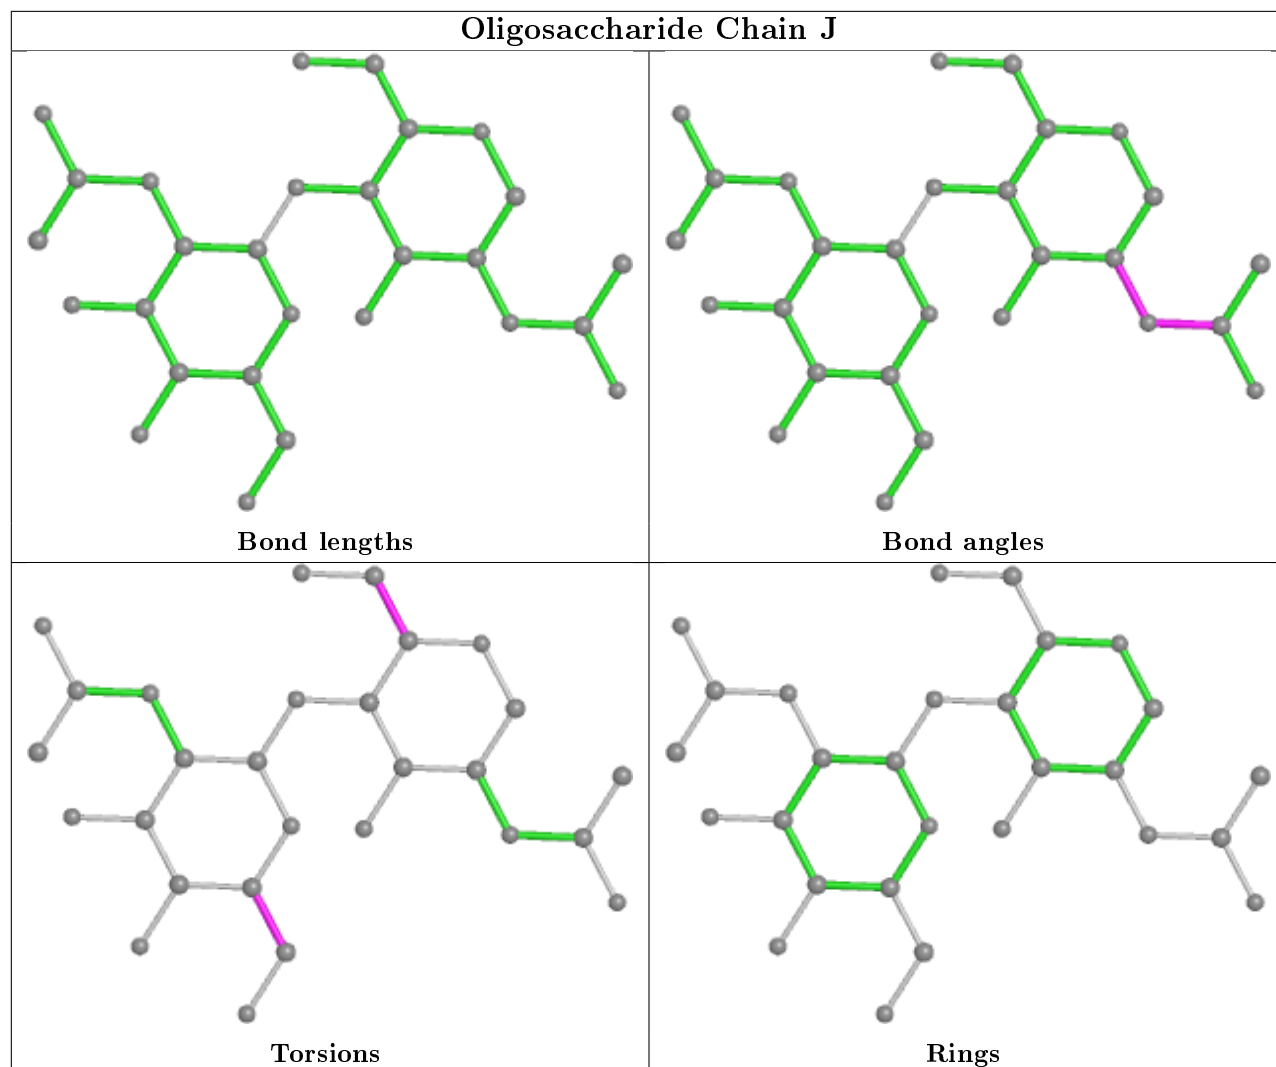 Oligosaccharide Chain J
Bond lengths
Bond angles
Torsions
Rings